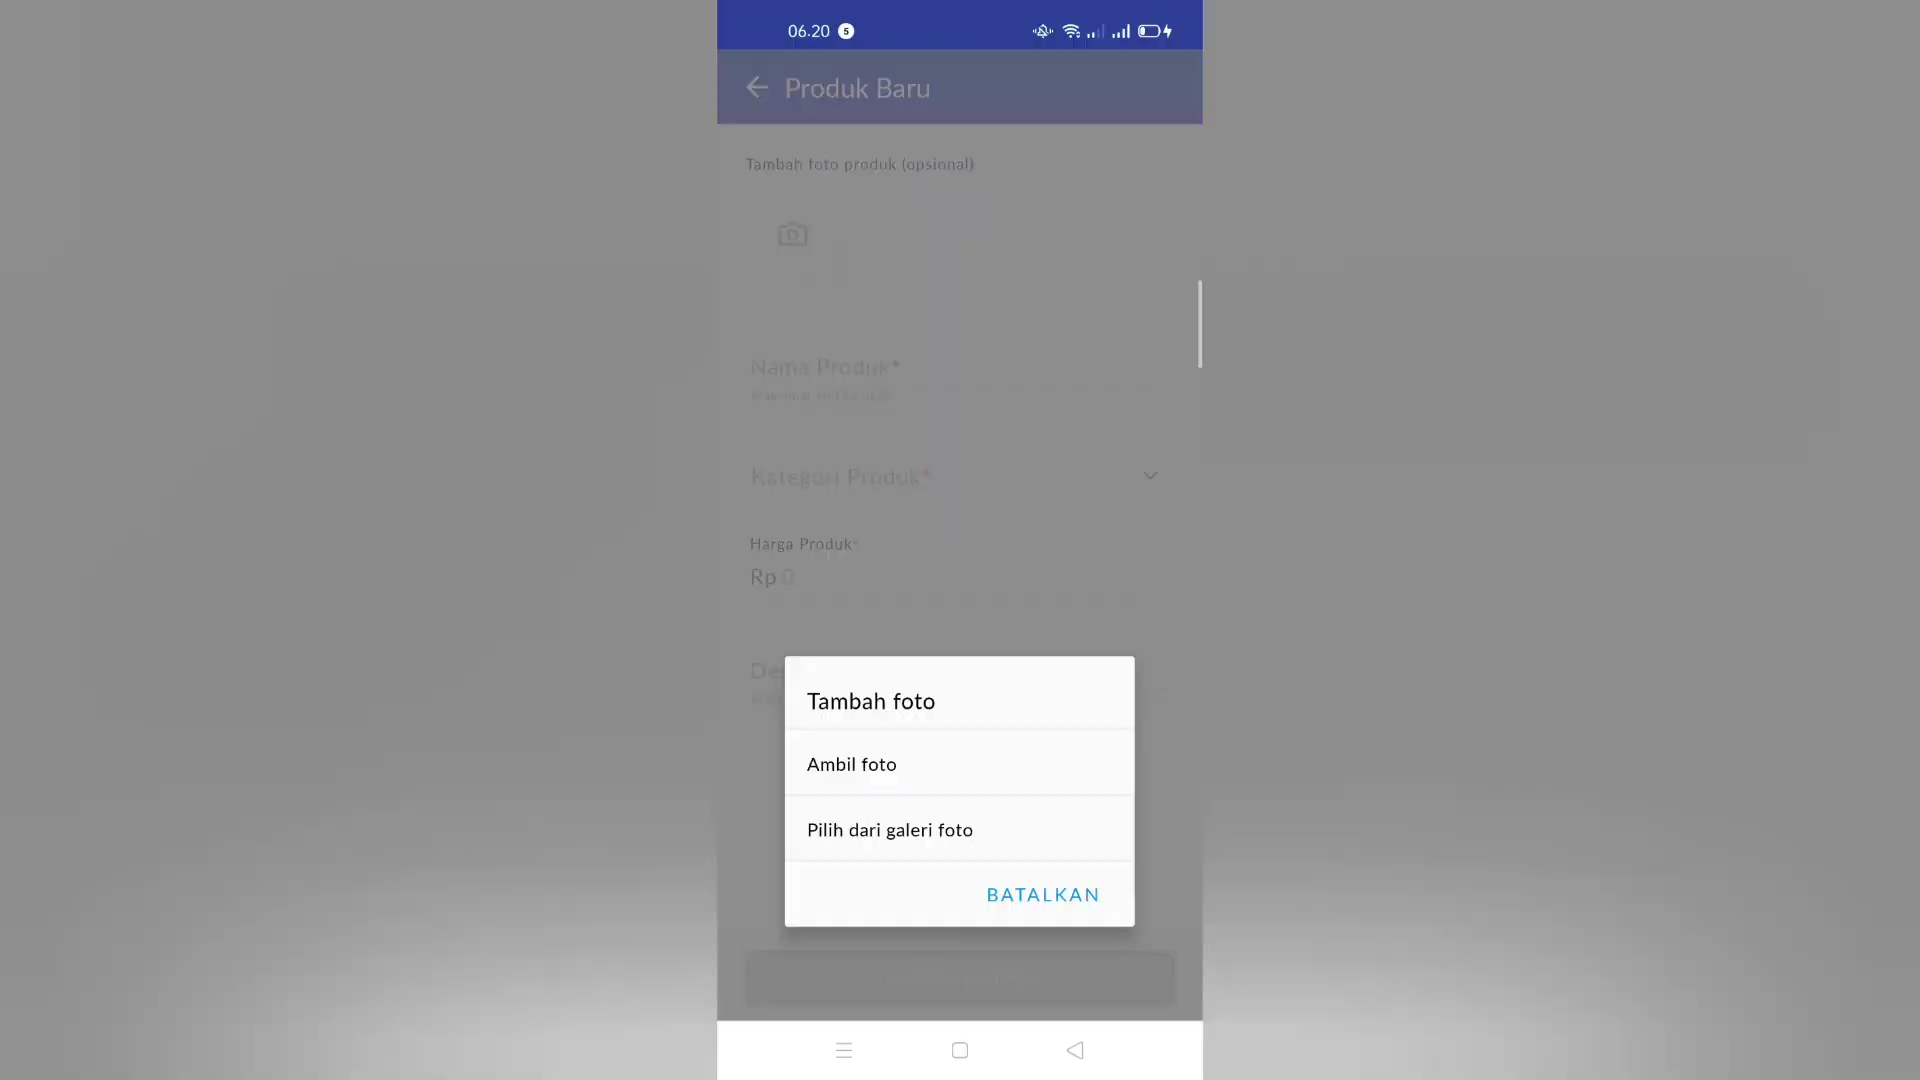 06.20 5
Produk Baru
Tambah foto produk (opsional)
Nama Produk*
Kategori Produk*
Harga Produk*
Rp 0
Tambah foto
Ambil foto
Pilih dari galeri foto
BATALKAN